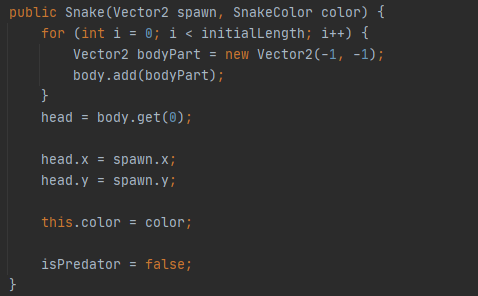 public Snake(Vector2 spawn, SnakeColor color) {
    for (int i = 0; i < initialLength; i++) {
        Vector2 bodyPart = new Vector2(-1, -1);
        body.add(bodyPart);
    }
    head = body.get(0);

    head.x = spawn.x;
    head.y = spawn.y;

    this.color = color;

    isPredator = false;
}